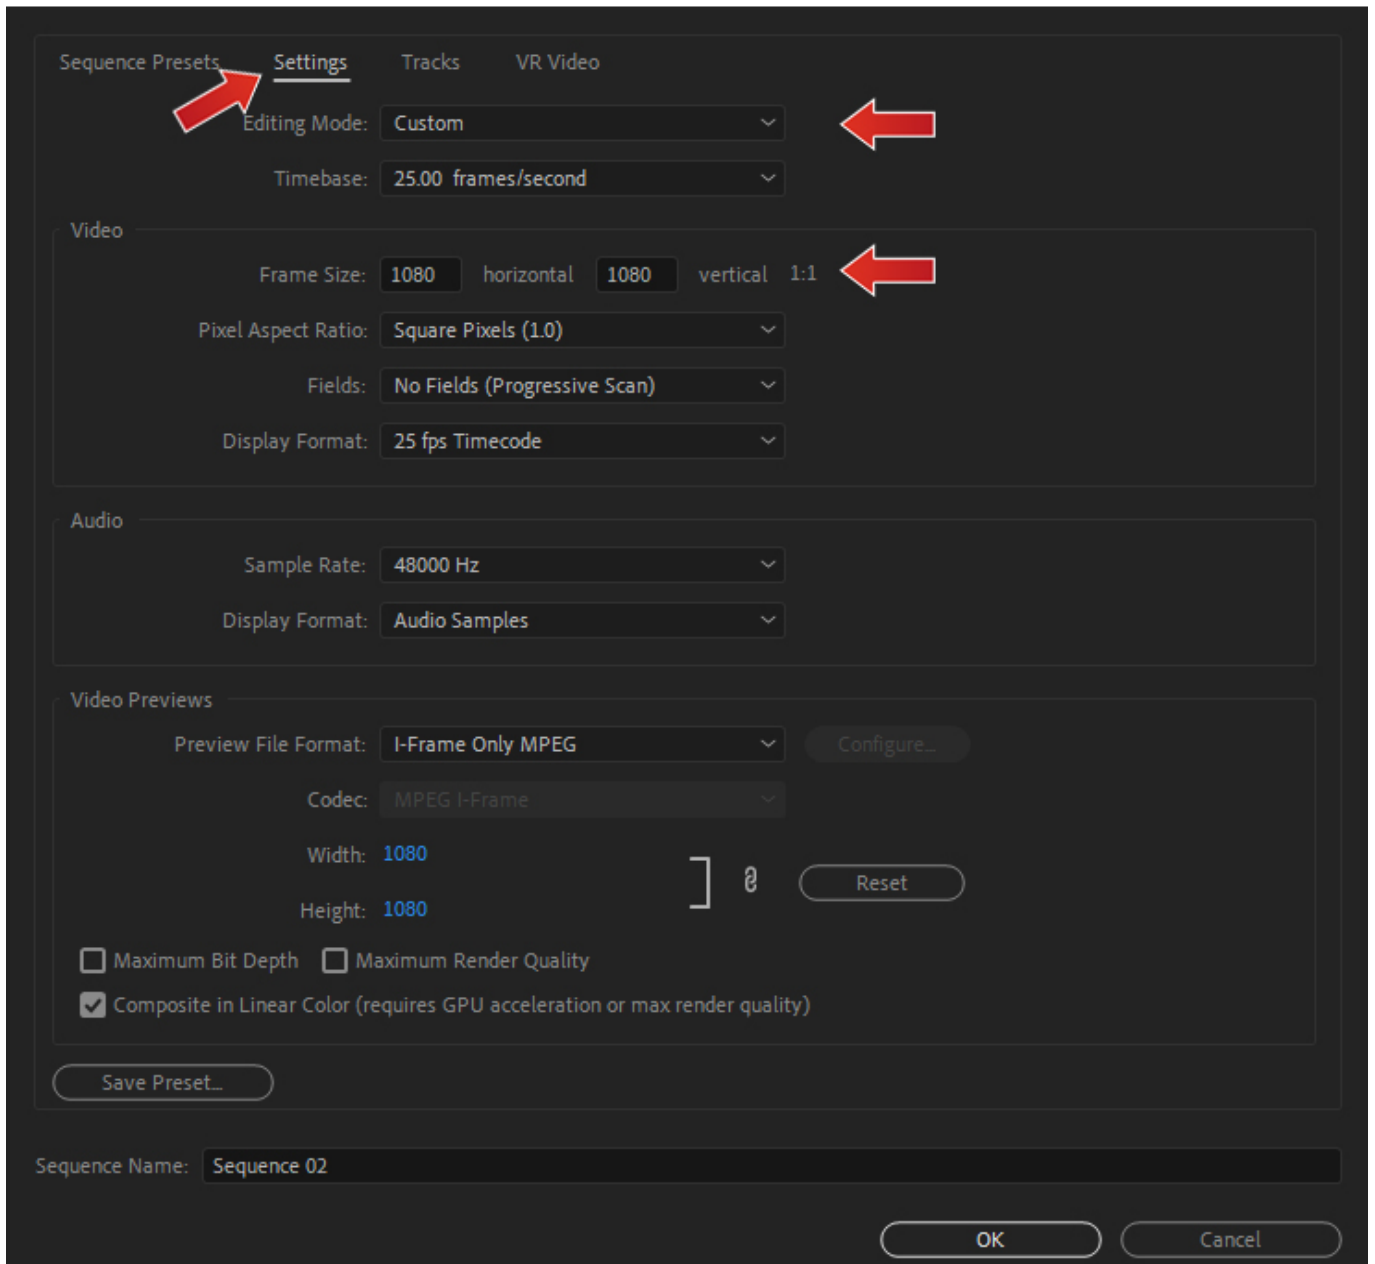 Sequence Presets Settings Tracks VR Video
Editing Mode: Custom
Timebase: 25.00 frames/second
Video
Frame Size: 1080 horizontal 1080 vertical 1:1
Pixel Aspect Ratio: Square Pixels (1.0)
Fields: No Fields (Progressive Scan)
Display Format: 25 fps Timecode
Audio
Sample Rate: 48000 Hz
Display Format: Audio Samples
Video Previews
Preview File Format: I-Frame Only MPEG Configure...
Codec: MPEG I-Frame
Width: 1080
Reset
Height: 1080
Maximum Bit Depth Maximum Render Quality
Composite in Linear Color (requires GPU acceleration or max render quality)
Save Preset...
Sequence Name: Sequence 02
OK Cancel